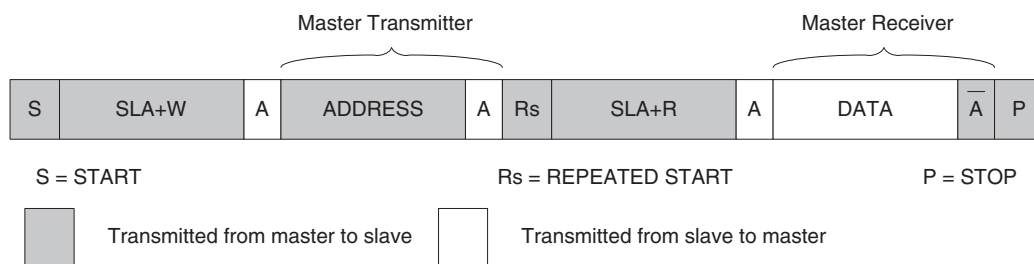 Master Transmitter Master Receiver
S SLA+W A ADDRESS A Rs SLA+R A DATA A̅ P
S = START Rs = REPEATED START P = STOP
Transmitted from master to slave Transmitted from slave to master